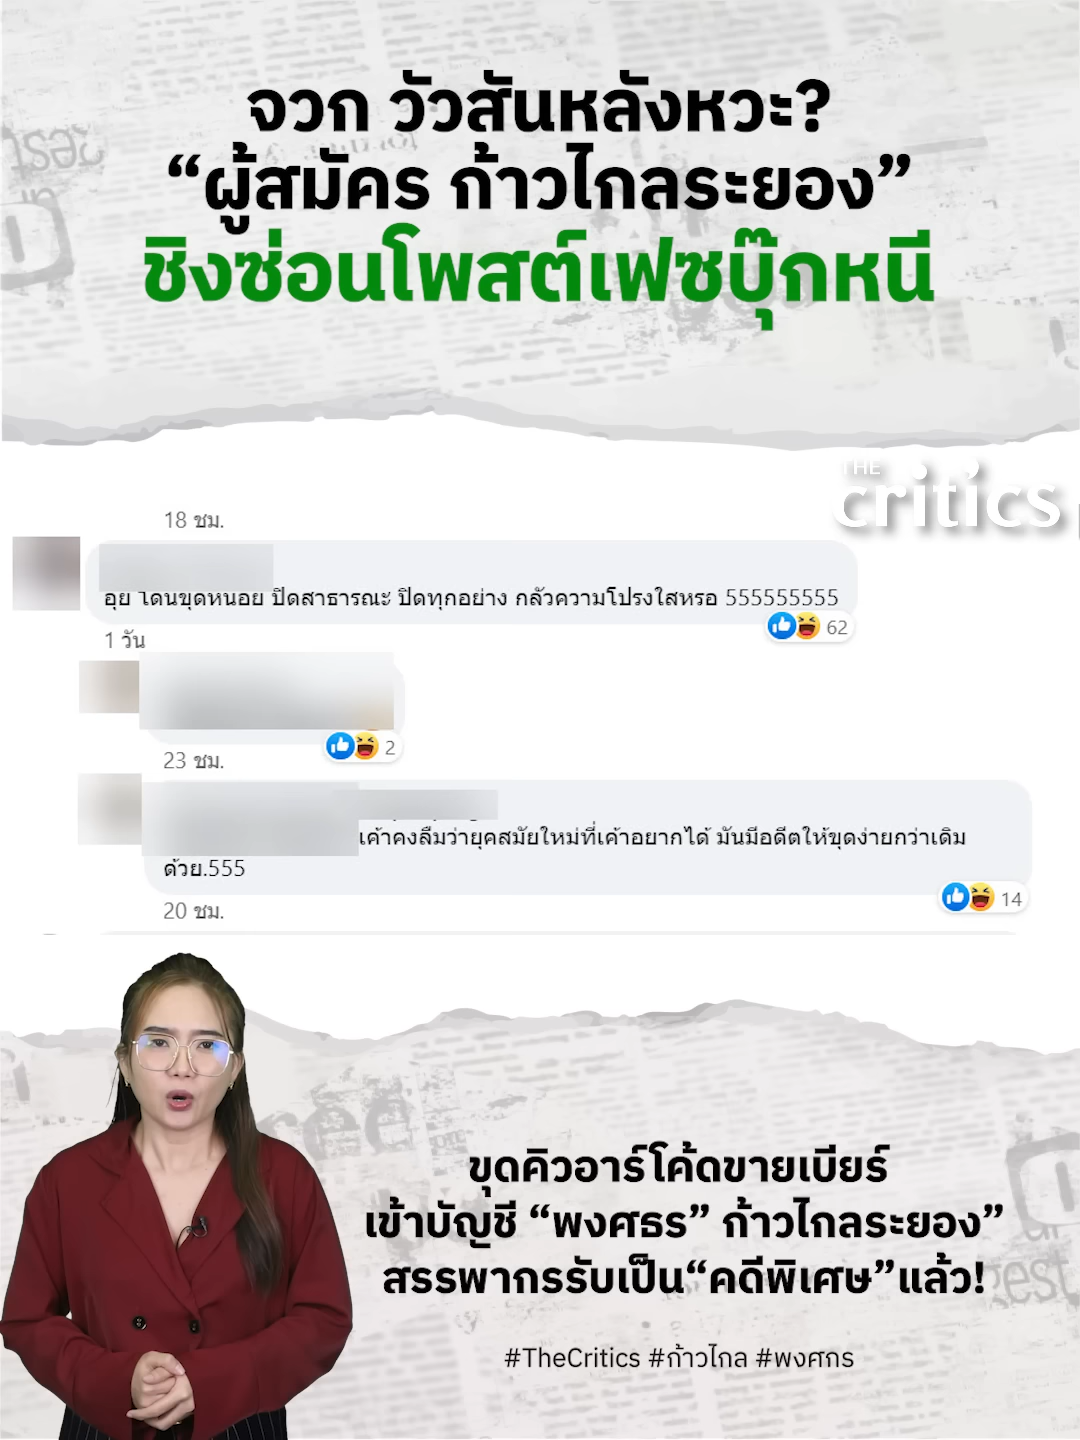 จวก วัวสันหลังหวะ?
“ผู้สมัคร ก้าวไกลระยอง”
ชิงซ่อนโพสต์เฟซบุ๊กหนี
THE
critics
18 ชม.
อุย โดนขุดหน่อย ปิดสาธารณะ ปิดทุกอย่าง กลัวความโปร่งใสหรอ 555555555
62
1 วัน
2
23 ชม.
เค้าคงลืมว่ายุคสมัยใหม่ที่เค้าอยากได้ มันมีอดีตให้ขุดง่ายกว่าเดิม
ด้วย.555
14
20 ชม.
ขุดคิวอาร์โค้ดขายเบียร์
เข้าบัญชี “พงศธร” ก้าวไกลระยอง”
สรรพากรรับเป็น“คดีพิเศษ”แล้ว!
#TheCritics #ก้าวไกล #พงศกร